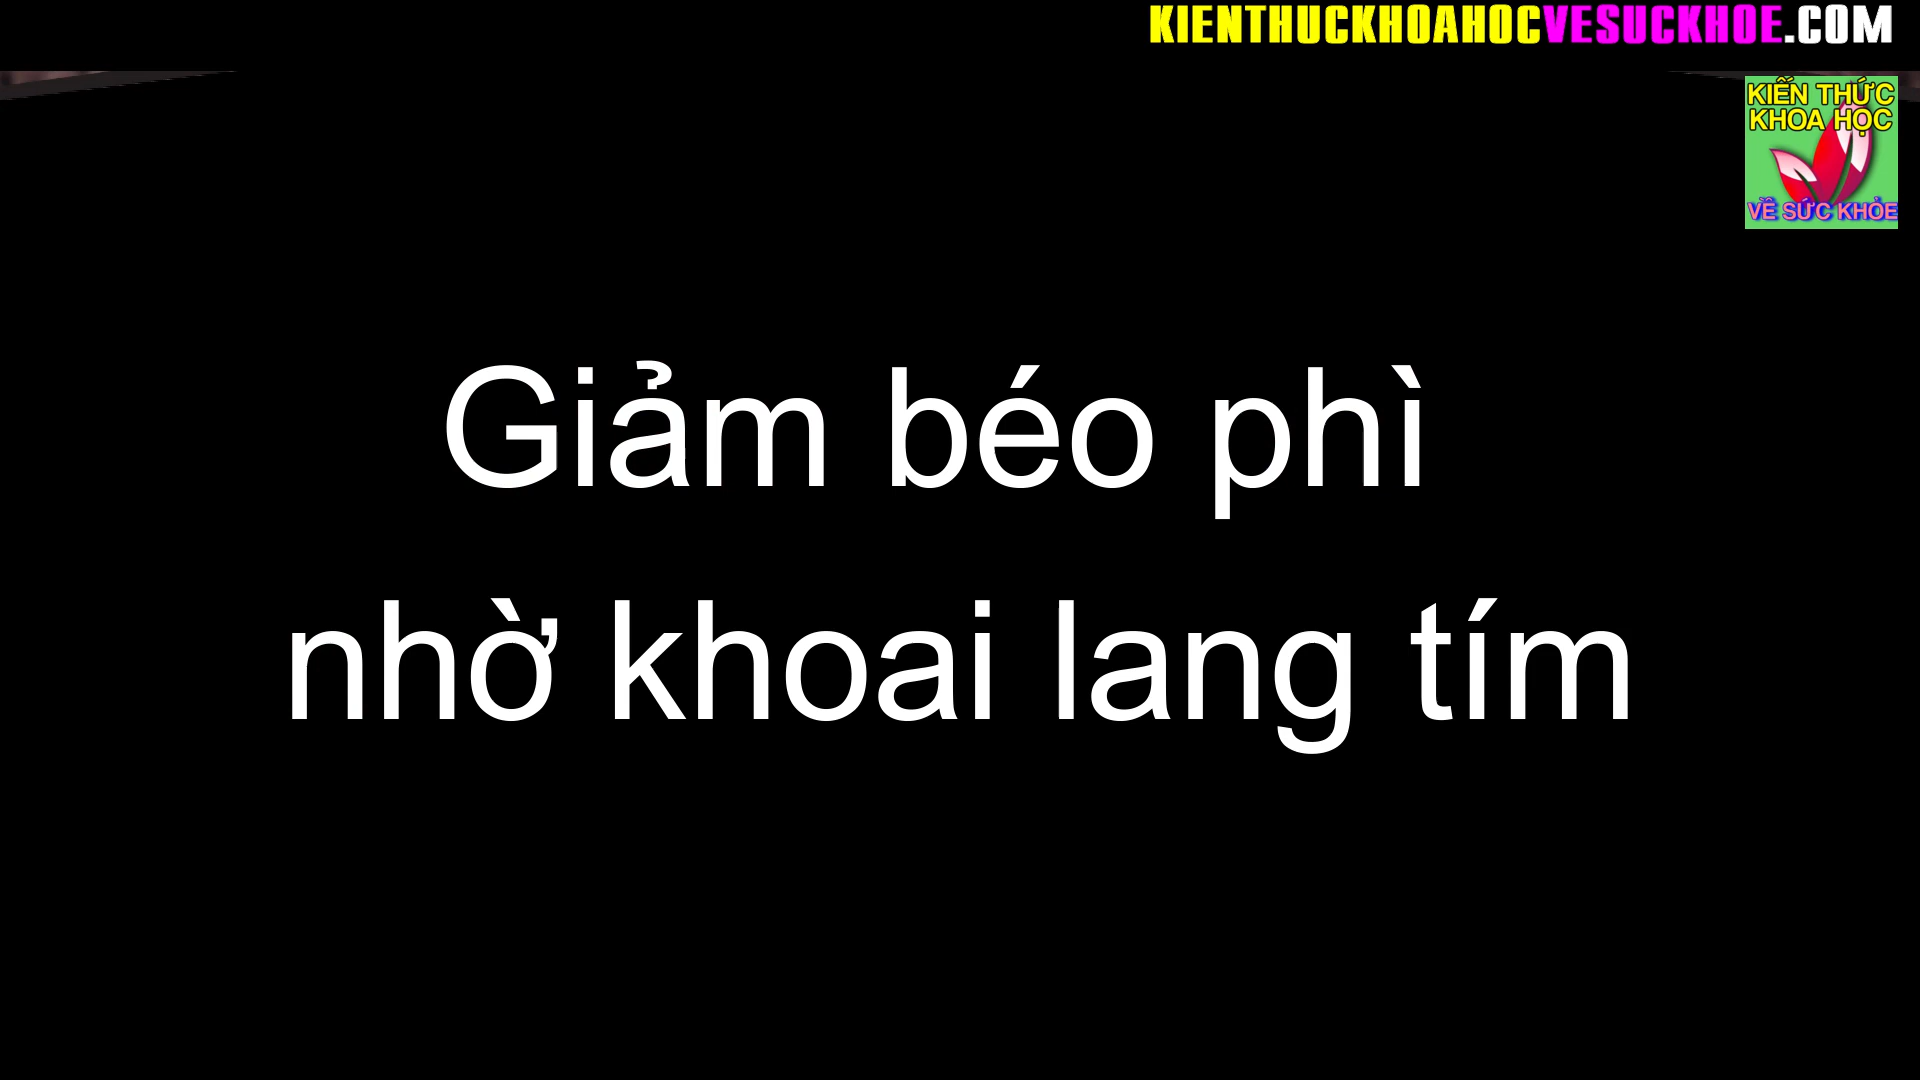 KIENTHUCKHOAHOCVESUCKHOE.COM
KIẾN THỨC
KHOA HỌC
VỀ SỨC KHỎE
Giảm béo phì
nhờ khoai lang tím